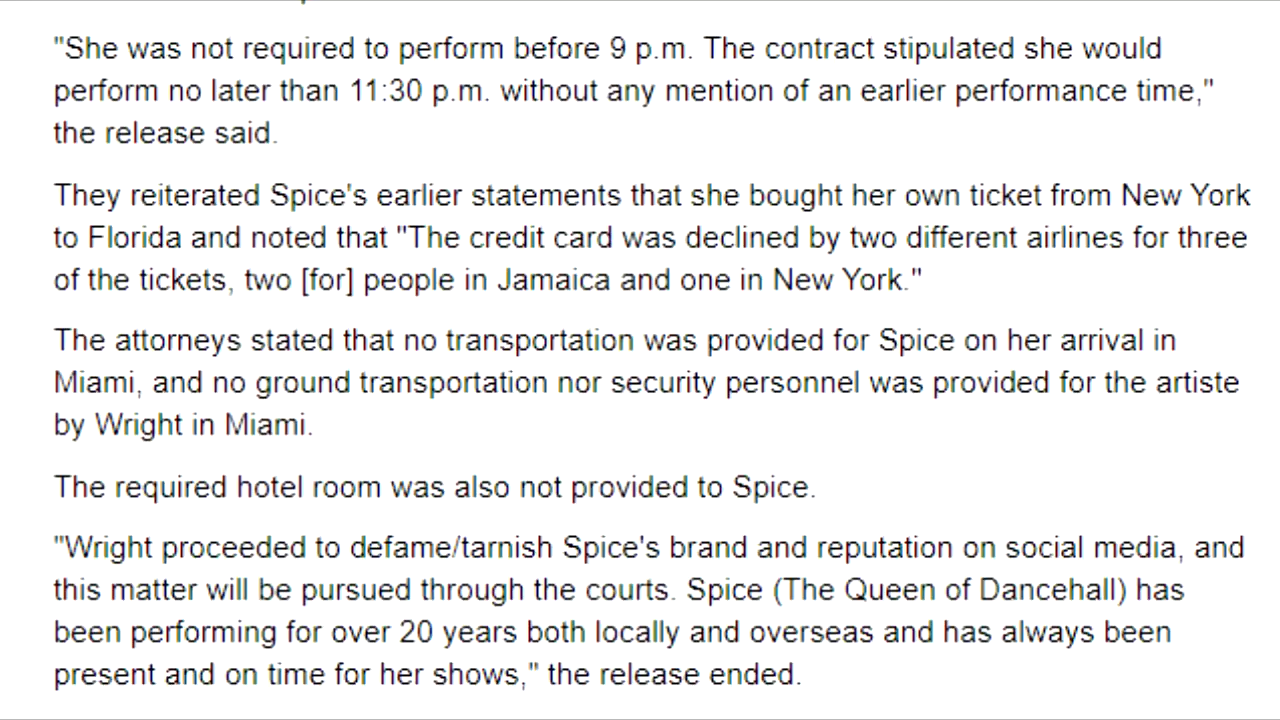 "She was not required to perform before 9 p.m. The contract stipulated she would
perform no later than 11:30 p.m. without any mention of an earlier performance time,"
the release said.
They reiterated Spice's earlier statements that she bought her own ticket from New York
to Florida and noted that "The credit card was declined by two different airlines for three
of the tickets, two [for] people in Jamaica and one in New York."
The attorneys stated that no transportation was provided for Spice on her arrival in
Miami, and no ground transportation nor security personnel was provided for the artiste
by Wright in Miami.
The required hotel room was also not provided to Spice.
"Wright proceeded to defame/tarnish Spice's brand and reputation on social media, and
this matter will be pursued through the courts. Spice (The Queen of Dancehall) has
been performing for over 20 years both locally and overseas and has always been
present and on time for her shows," the release ended.